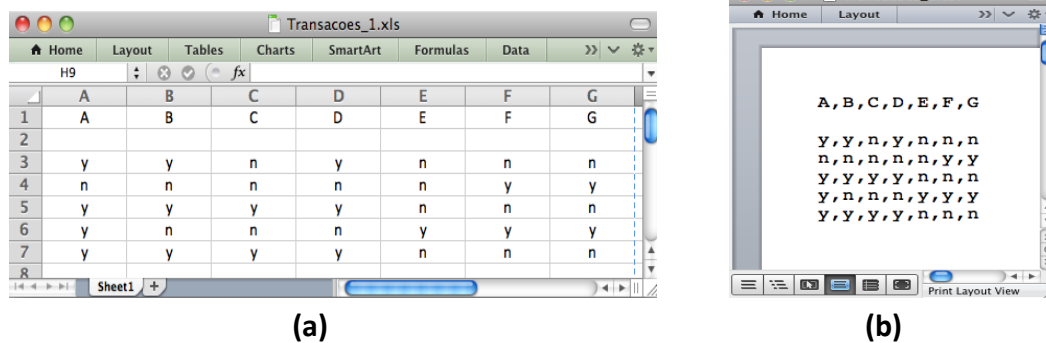 Transacoes_1.xls
Home Layout Tables Charts SmartArt Formulas Data >>
H9 fx
A B C D E F G
1 A B C D E F G
2
3 y y n y n n n
4 n n n n n y y
5 y y y y n n n
6 y n n n y y y
7 y y y y n n n
8
Sheet1 +
(a)
Home Layout >>
A,B,C,D,E,F,G
y,y,n,y,n,n,n
n,n,n,n,n,y,y
y,y,y,y,n,n,n
y,n,n,n,y,y,y
y,y,y,y,n,n,n
Print Layout View
(b)